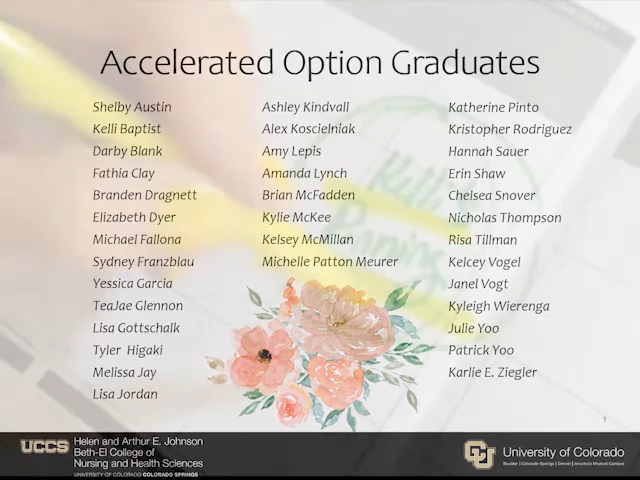 Accelerated Option Graduates
Shelby Austin
Kelli Baptist
Darby Blank
Fathia Clay
Branden Dragnett
Elizabeth Dyer
Michael Fallona
Sydney Franzblau
Yessica Garcia
TeaJae Glennon
Lisa Gottschalk
Tyler Higaki
Melissa Jay
Lisa Jordan
Ashley Kindvall
Alex Koscielniak
Amy Lepis
Amanda Lynch
Brian McFadden
Kylie McKee
Kelsey McMillan
Michelle Patton Meurer
Katherine Pinto
Kristopher Rodriguez
Hannah Sauer
Erin Shaw
Chelsea Snover
Nicholas Thompson
Risa Tillman
Kelcey Vogel
Janel Vogt
Kyleigh Wierenga
Julie Yoo
Patrick Yoo
Karlie E. Ziegler
1
UCCS
Helen and Arthur E. Johnson
Beth-El College of
Nursing and Health Sciences
UNIVERSITY OF COLORADO COLORADO SPRINGS
CU
University of Colorado
Boulder | Colorado Springs | Denver | Anschutz Medical Campus